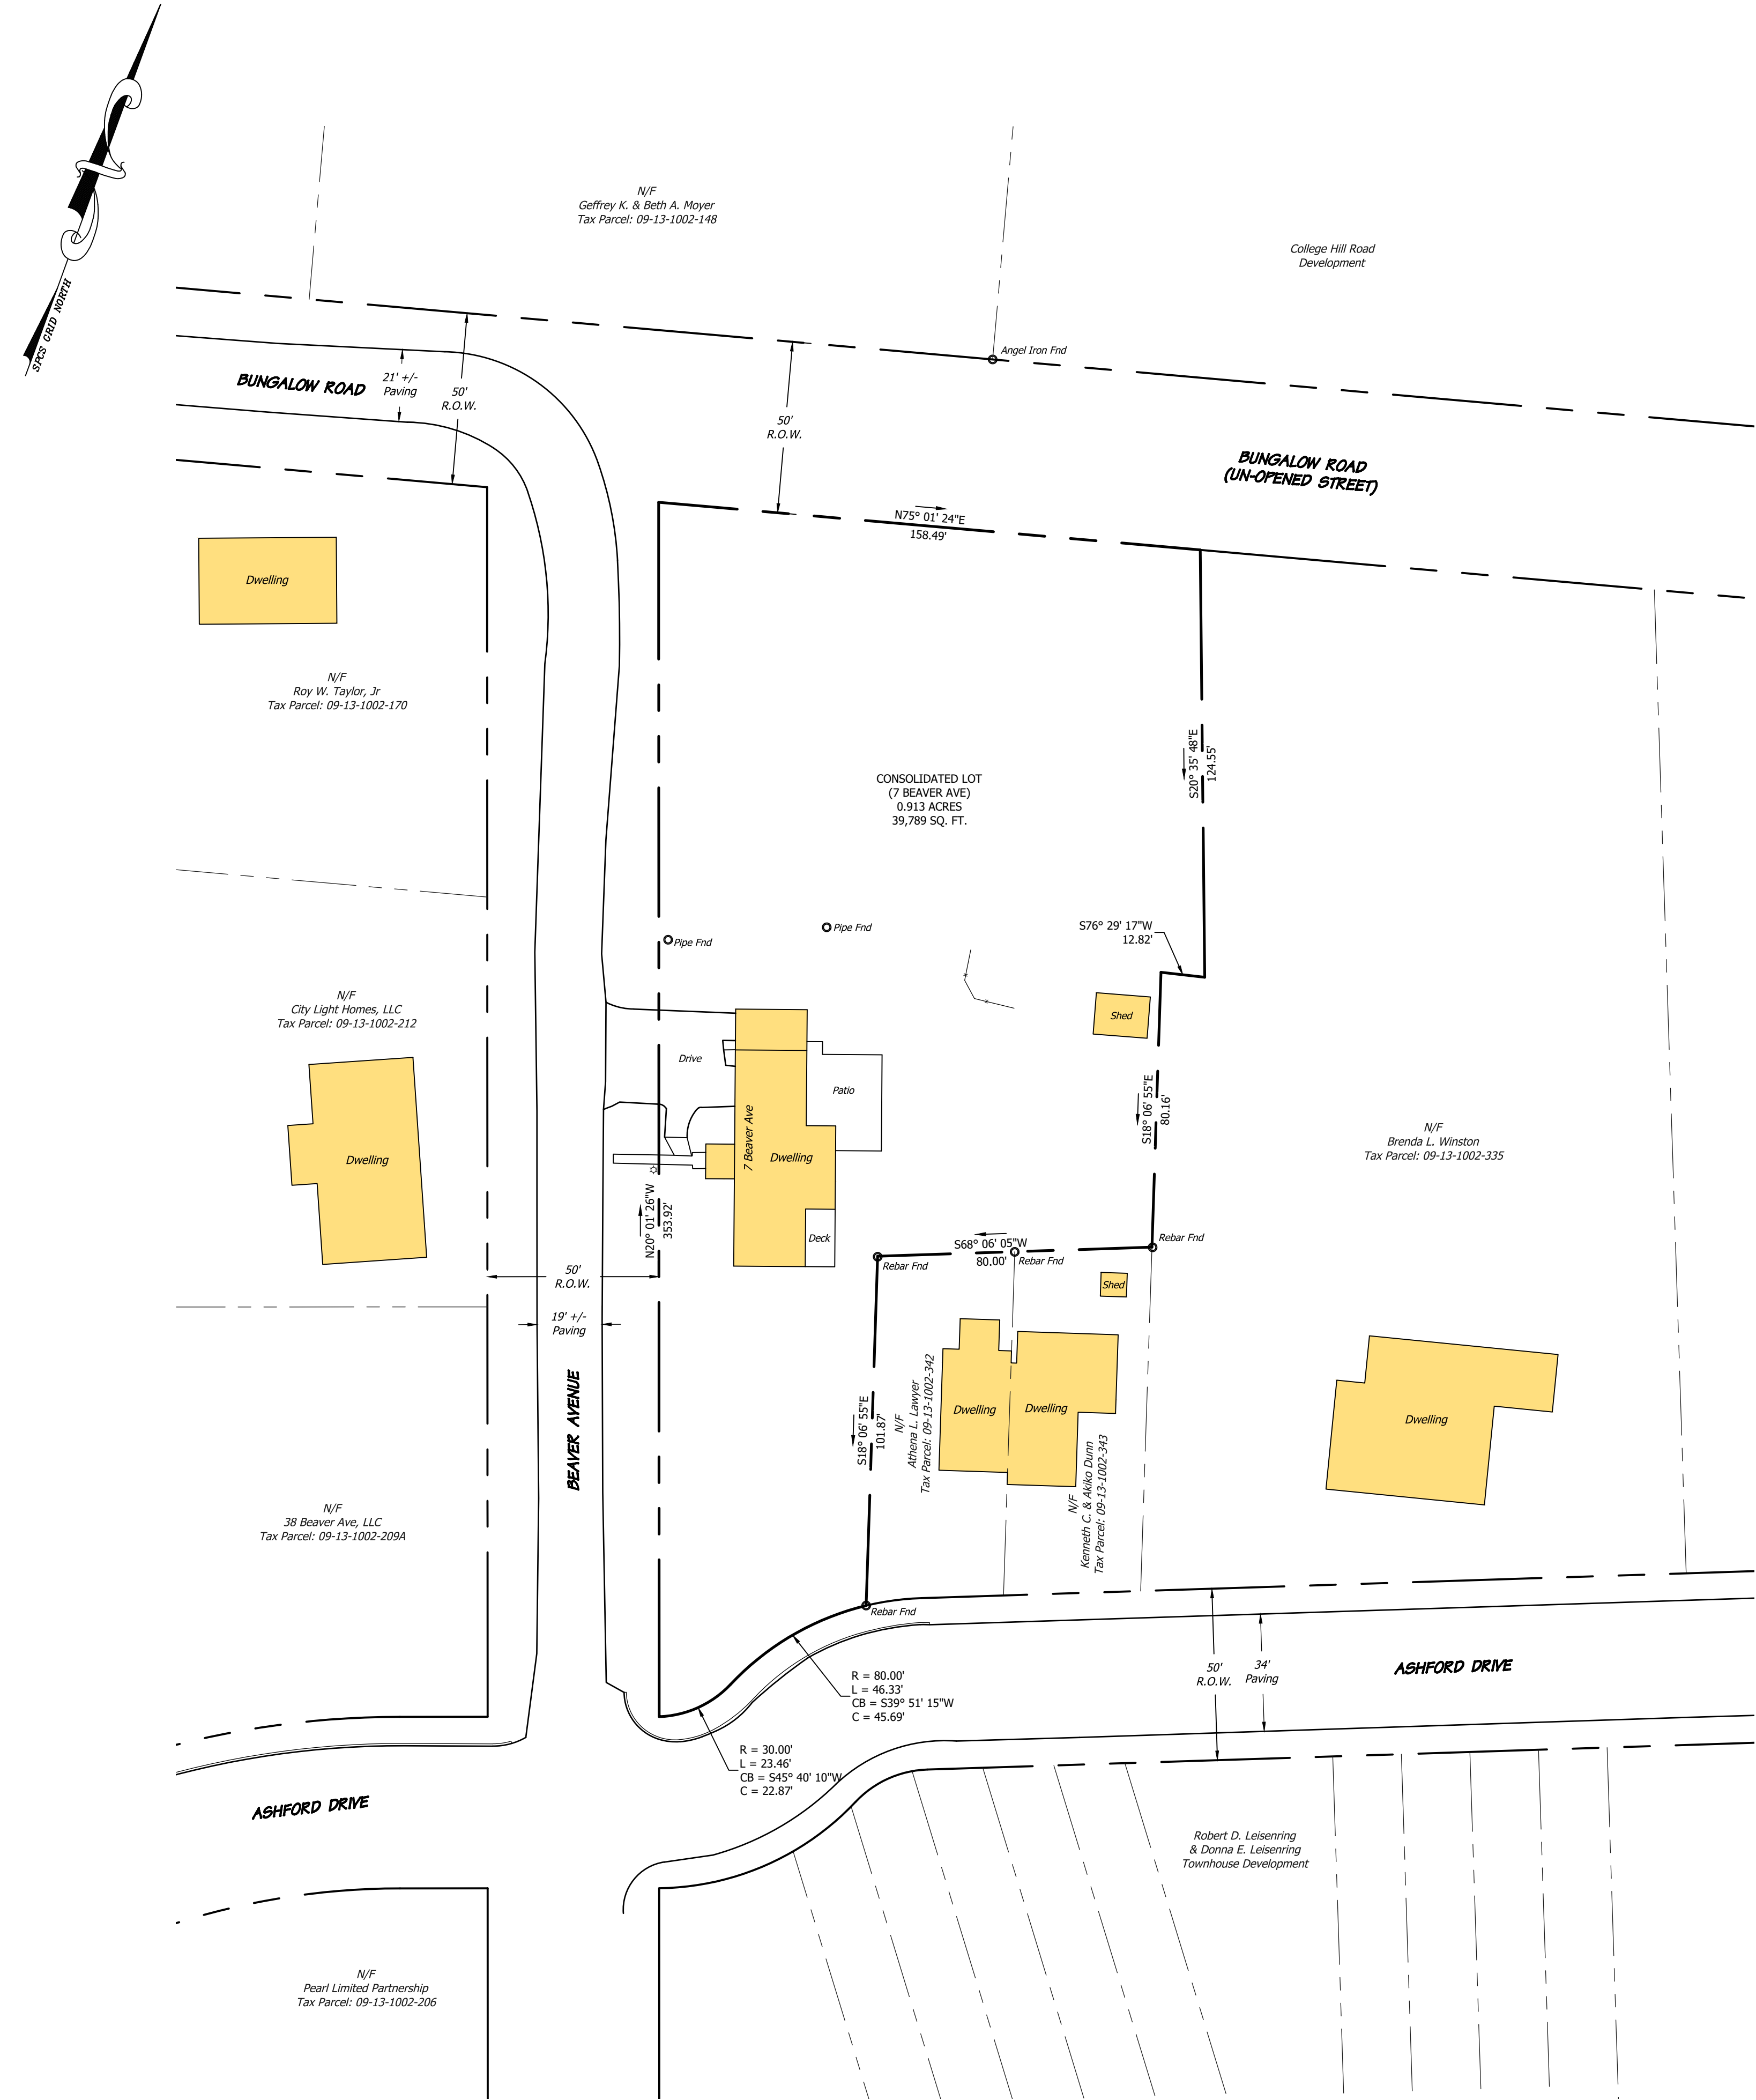 SPCS GRID NORTH
N/F
Geffrey K. & Beth A. Moyer
Tax Parcel: 09-13-1002-148
College Hill Road
Development
Angel Iron Fnd
BUNGALOW ROAD
21' +/-
Paving
50'
R.O.W.
50'
R.O.W.
BUNGALOW ROAD
(UN-OPENED STREET)
N75° 01' 24"E
158.49'
Dwelling
N/F
Roy W. Taylor, Jr
Tax Parcel: 09-13-1002-170
S20° 35' 48"E
124.55'
CONSOLIDATED LOT
(7 BEAVER AVE)
0.913 ACRES
39,789 SQ. FT.
Pipe Fnd
Pipe Fnd
S76° 29' 17"W
12.82'
N/F
City Light Homes, LLC
Tax Parcel: 09-13-1002-212
Shed
Drive
Patio
7 Beaver Ave
Dwelling
Deck
Dwelling
S18° 06' 55"E
80.16'
N/F
Brenda L. Winston
Tax Parcel: 09-13-1002-335
N20° 01' 26"W
353.92'
S68° 06' 05"W
80.00'
Rebar Fnd
Rebar Fnd
Rebar Fnd
50'
R.O.W.
19' +/-
Paving
Shed
BEAVER AVENUE
S18° 06' 55"E
101.87'
N/F
Athena L. Lawyer
Tax Parcel: 09-13-1002-342
Dwelling
Dwelling
N/F
Kenneth C. & Akiko Dunn
Tax Parcel: 09-13-1002-343
Dwelling
N/F
38 Beaver Ave, LLC
Tax Parcel: 09-13-1002-209A
Rebar Fnd
R = 80.00'
L = 46.33'
CB = S39° 51' 15"W
C = 45.69'
50'
R.O.W.
34'
Paving
ASHFORD DRIVE
R = 30.00'
L = 23.46'
CB = S45° 40' 10"W
C = 22.87'
ASHFORD DRIVE
Robert D. Leisenring
& Donna E. Leisenring
Townhouse Development
N/F
Pearl Limited Partnership
Tax Parcel: 09-13-1002-206